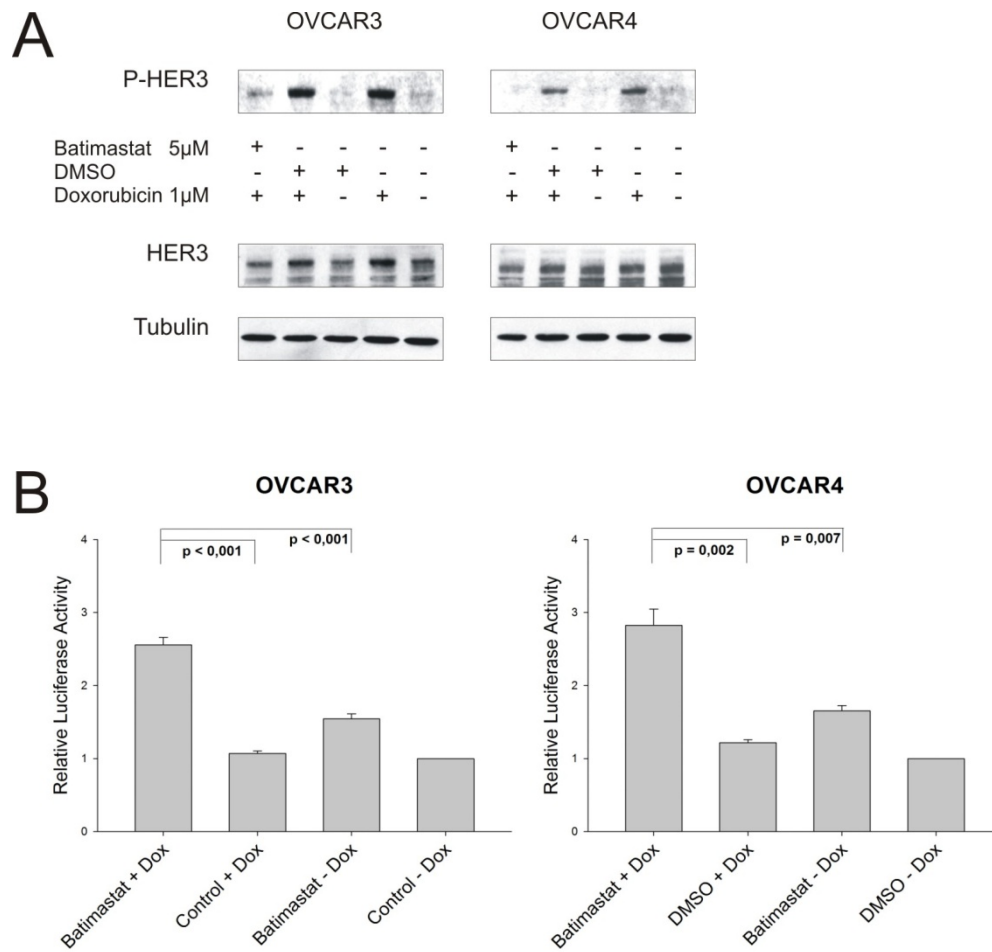 A
OVCAR3 OVCAR4
P-HER3
Batimastat 5µM + - - - - + - - - -
DMSO - + + - - - + + - -
Doxorubicin 1µM + + - + - + + - + -
HER3
Tubulin
B
OVCAR3
4
3
2
1
0
Relative Luciferase Activity
p < 0,001
p < 0,001
Batimastat + Dox
Control + Dox
Batimastat - Dox
Control - Dox
OVCAR4
4
3
2
1
0
Relative Luciferase Activity
p = 0,002
p = 0,007
Batimastat + Dox
DMSO + Dox
Batimastat - Dox
DMSO - Dox